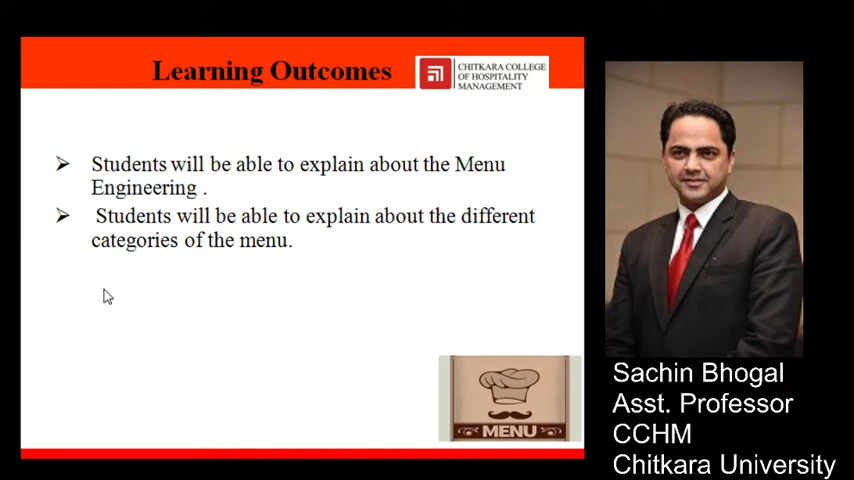 Learning Outcomes
CHITKARA COLLEGE
OF HOSPITALITY
MANAGEMENT
Students will be able to explain about the Menu
Engineering .
Students will be able to explain about the different
categories of the menu.
MENU
Sachin Bhogal
Asst. Professor
CCHM
Chitkara University